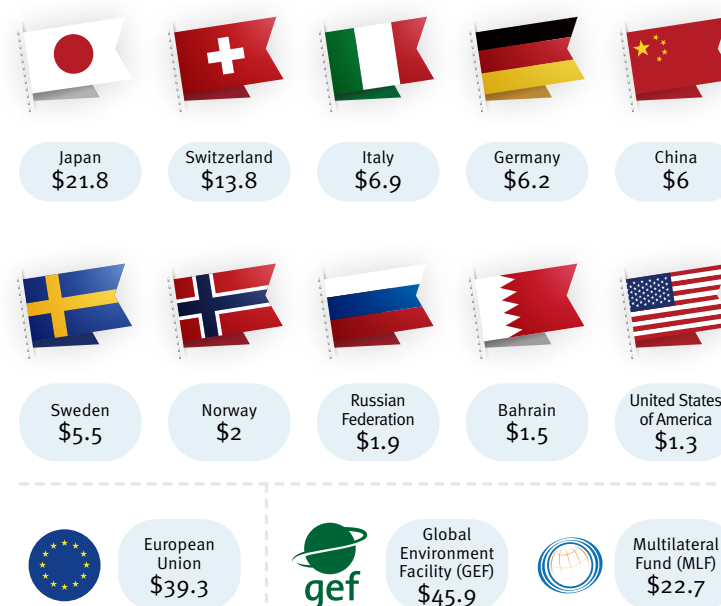 Japan
$21.8
Switzerland
$13.8
Italy
$6.9
Germany
$6.2
China
$6
Sweden
$5.5
Norway
$2
Russian
Federation
$1.9
Bahrain
$1.5
United States
of America
$1.3
European
Union
$39.3
gef
Global
Environment
Facility (GEF)
$45.9
Multilateral
Fund (MLF)
$22.7